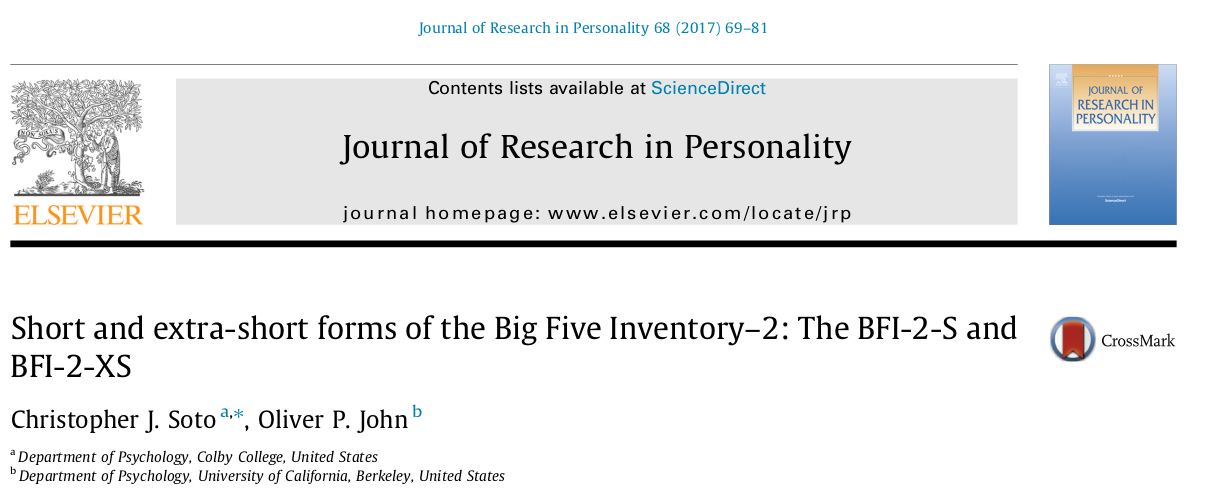 Journal of Research in Personality 68 (2017) 69–81
Contents lists available at ScienceDirect
Journal of Research in Personality
journal homepage: www.elsevier.com/locate/jrp
NON SOLUS
ELSEVIER
JOURNAL OF
RESEARCH IN
PERSONALITY
ScienceDirect
Short and extra-short forms of the Big Five Inventory–2: The BFI-2-S and
BFI-2-XS
CrossMark
Christopher J. Soto a,*, Oliver P. John b
a Department of Psychology, Colby College, United States
b Department of Psychology, University of California, Berkeley, United States